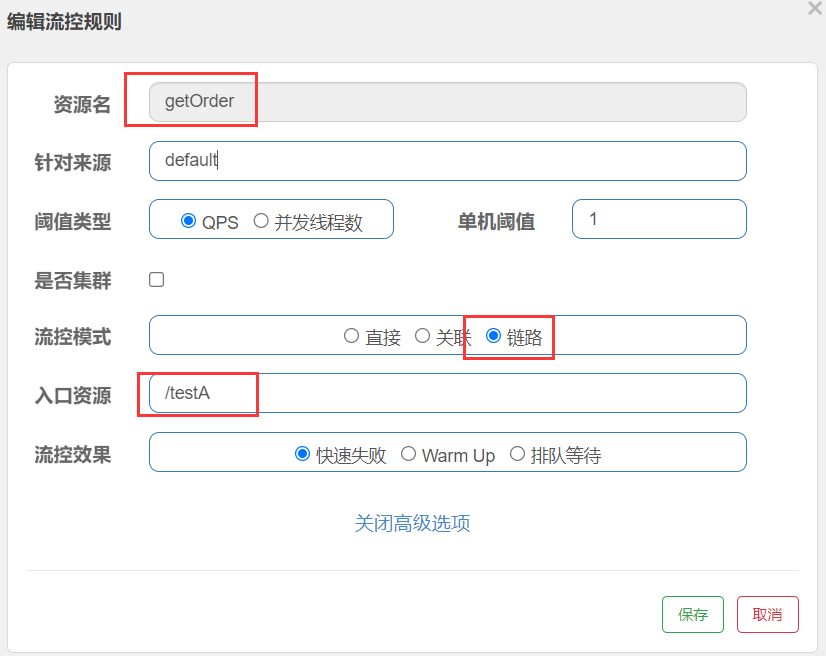 编辑流控规则
资源名 getOrder
针对来源 default
阈值类型 QPS 并发线程数 单机阈值 1
是否集群
流控模式 直接 关联 链路
入口资源 /testA
流控效果 快速失败 Warm Up 排队等待
关闭高级选项
保存 取消